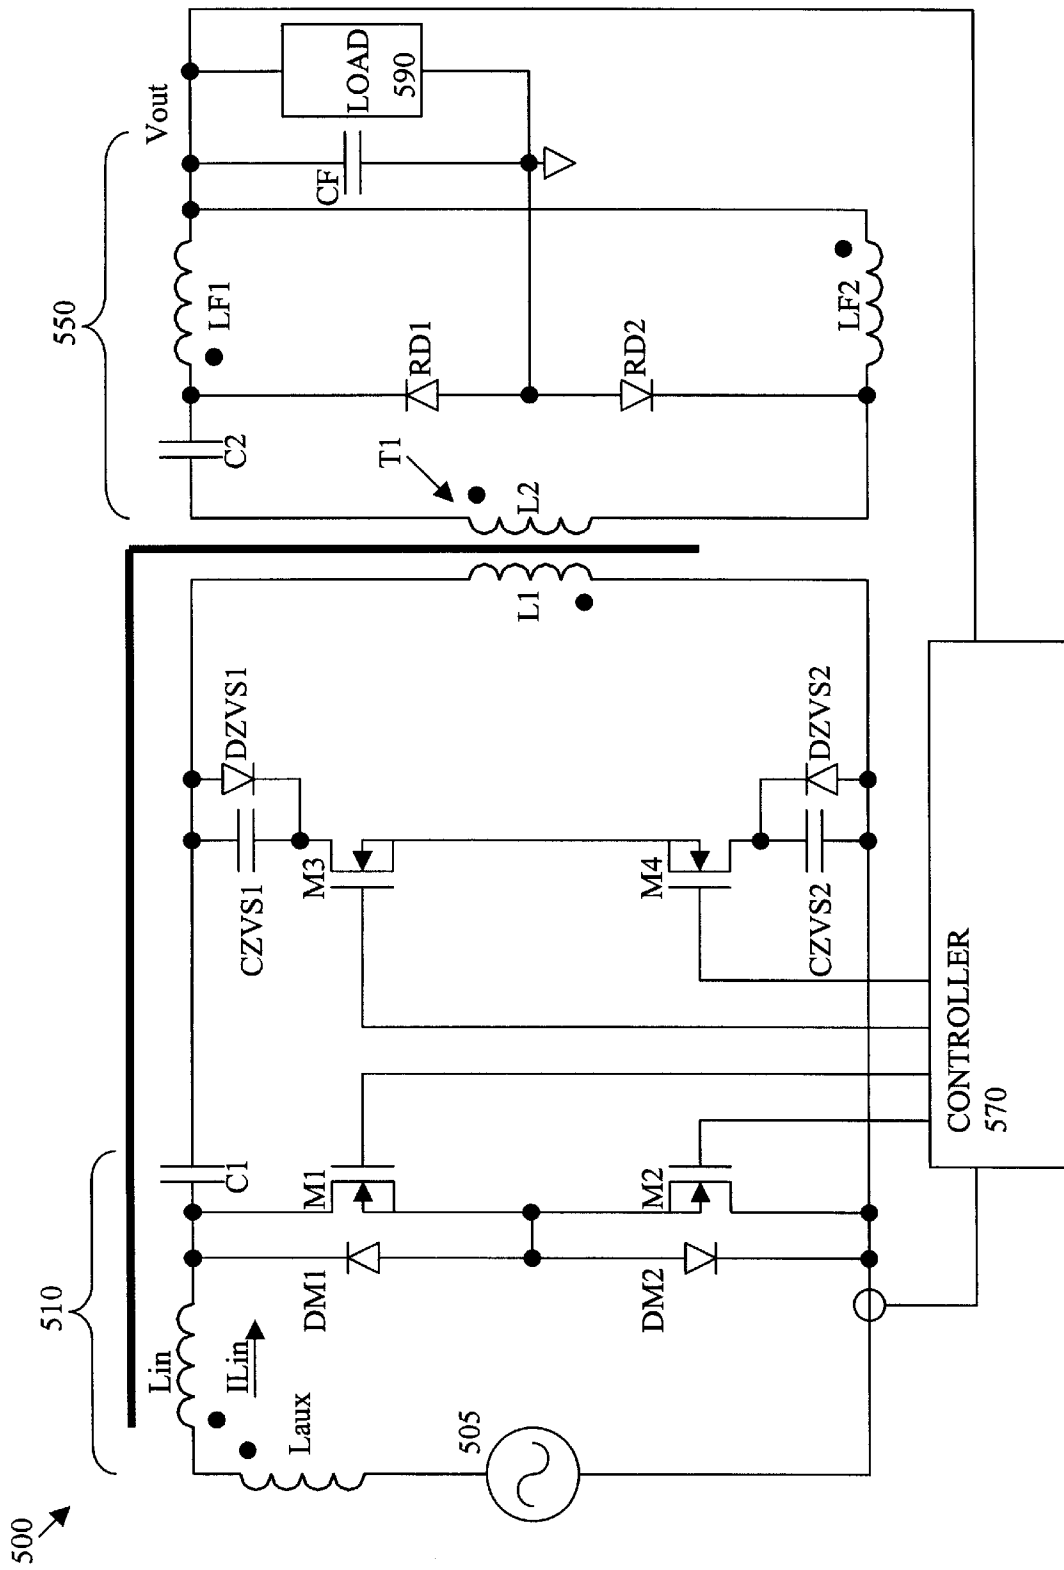 500
510
550
Laux
505
Lin
ILin
C1
DM1
DM2
M1
M2
CZVS1
M3
DZVS1
M4
CZVS2
DZVS2
L1
L2
T1
C2
RD1
RD2
LF1
LF2
CF
Vout
LOAD
590
CONTROLLER
570